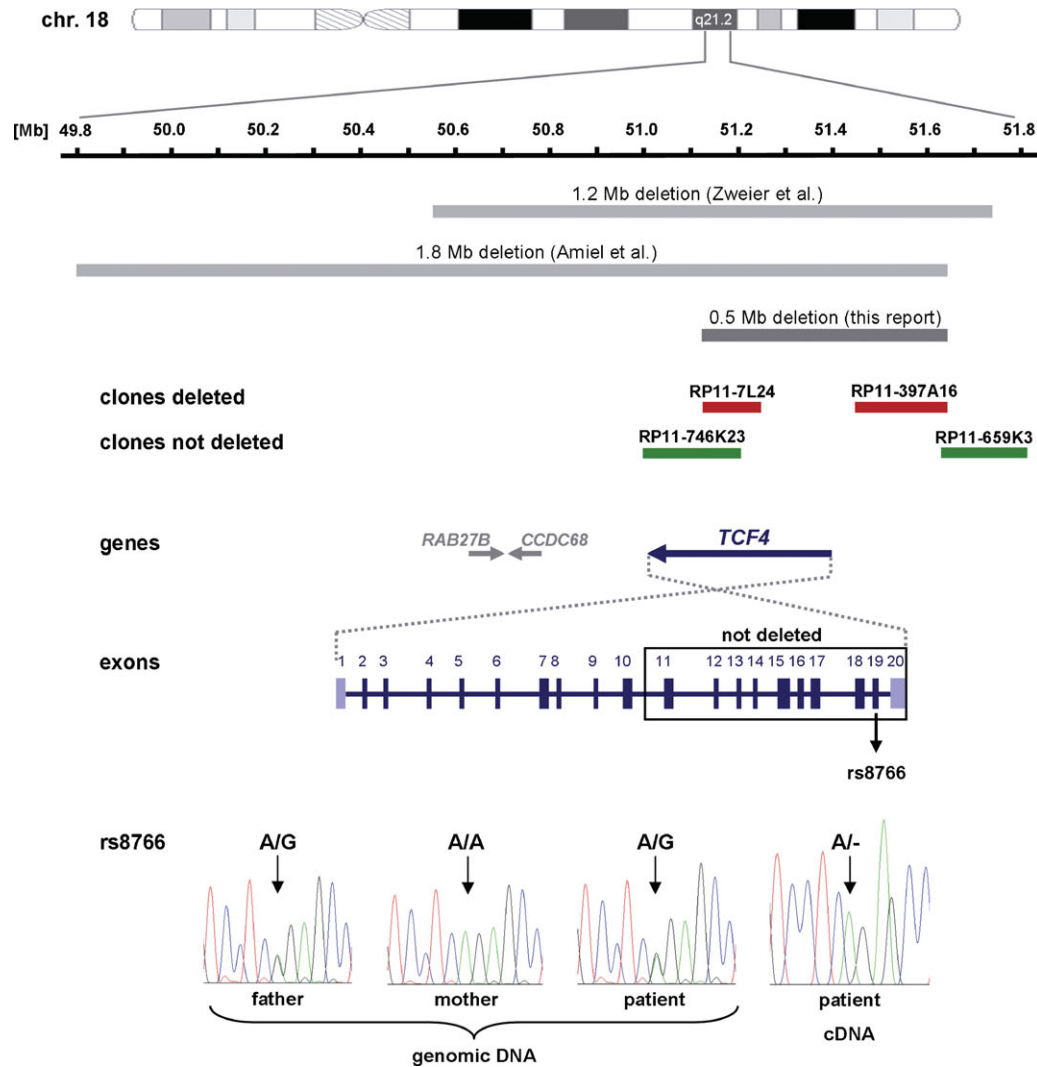 chr. 18
q21.2
[Mb] 49.8 50.0 50.2 50.4 50.6 50.8 51.0 51.2 51.4 51.6 51.8
1.2 Mb deletion (Zweier et al.)
1.8 Mb deletion (Amiel et al.)
0.5 Mb deletion (this report)
clones deleted RP11-7L24 RP11-397A16
clones not deleted RP11-746K23 RP11-659K3
genes RAB27B CCDC68 TCF4
not deleted
exons 1 2 3 4 5 6 7 8 9 10 11 12 13 14 15 16 17 18 19 20
rs8766
rs8766 A/G A/A A/G A/-
father mother patient patient
cDNA
genomic DNA